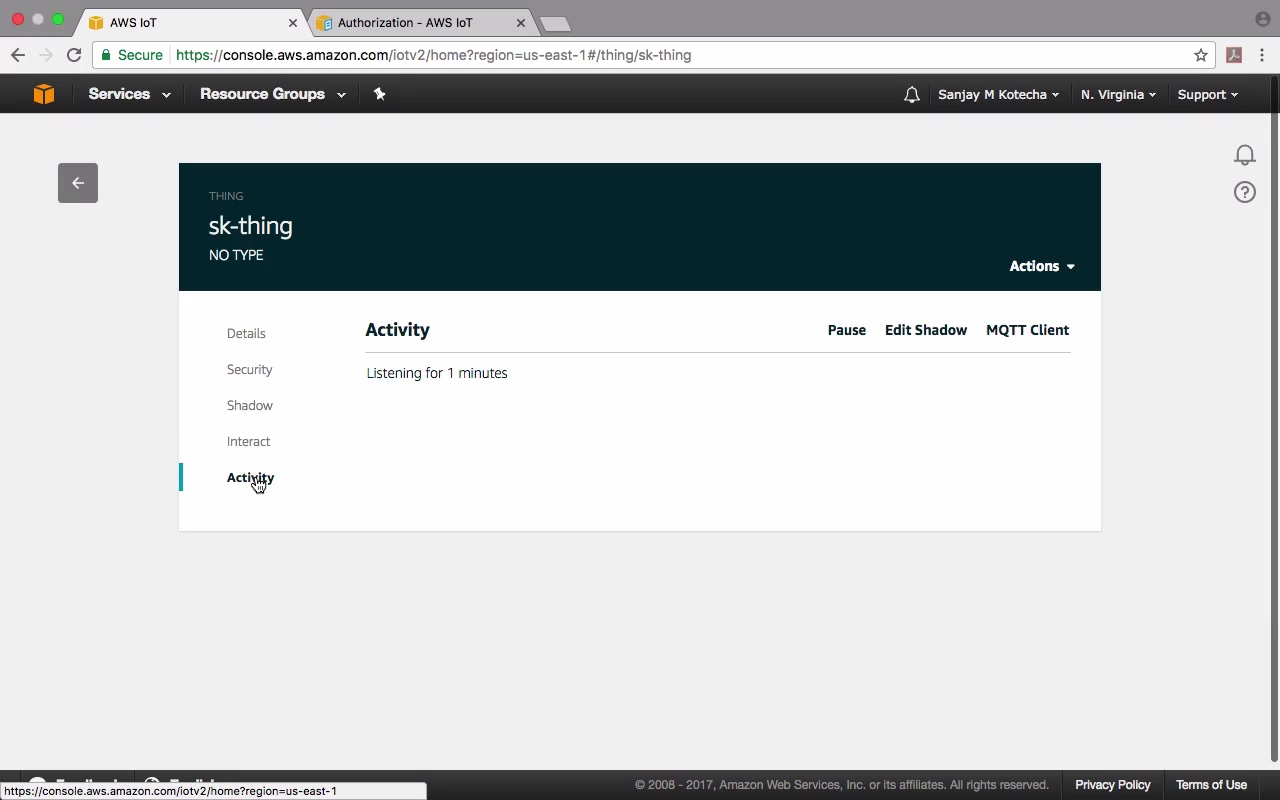 AWS IoT
Authorization - AWS IoT
Secure https://console.aws.amazon.com/iotv2/home?region=us-east-1#/thing/sk-thing
Services Resource Groups Sanjay M Kotecha N. Virginia Support
THING
sk-thing
NO TYPE
Actions
Details
Security
Shadow
Interact
Activity
Activity Pause Edit Shadow MQTT Client
Listening for 1 minutes
© 2008 - 2017, Amazon Web Services, Inc. or its affiliates. All rights reserved. Privacy Policy Terms of Use
https://console.aws.amazon.com/iotv2/home?region=us-east-1